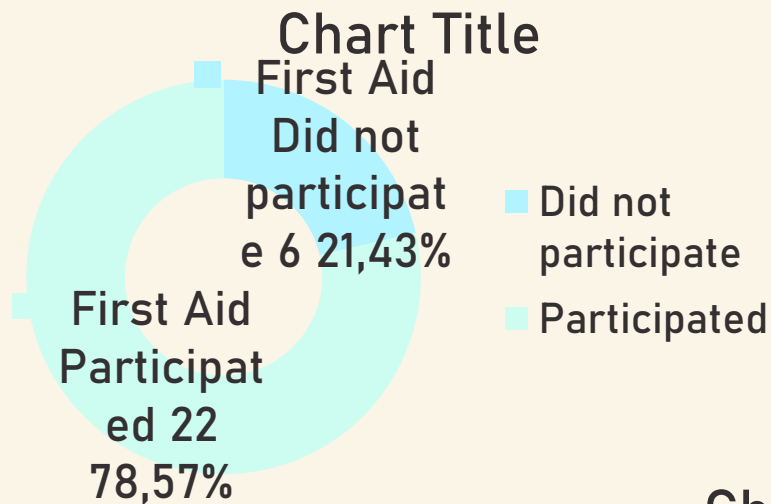 Chart Title
First Aid
Did not
participat
e 6 21,43%
Did not
participate
Participated
First Aid
Participat
ed 22
78,57%